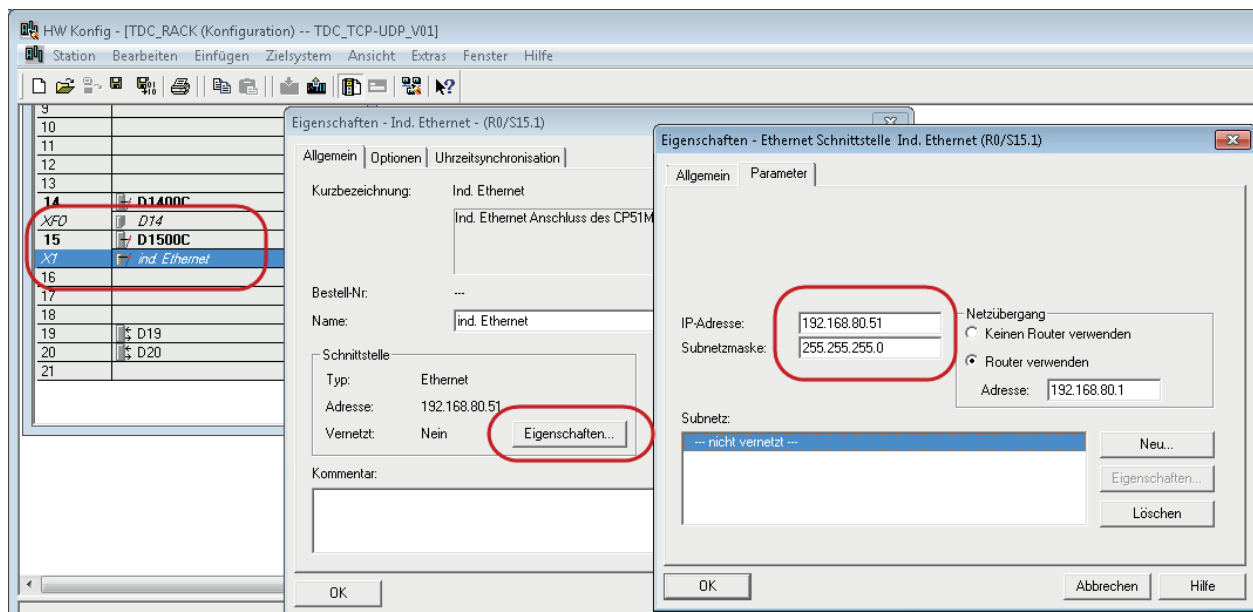 HW Konfig - [TDC_RACK (Konfiguration) -- TDC_TCP-UDP_V01]
Station Bearbeiten Einfügen Zielsystem Ansicht Extras Fenster Hilfe
9
10
11
12
13
14 D1400C
XF0 D14
15 D1500C
X1 ind. Ethernet
16
17
18
19 D19
20 D20
21
Eigenschaften - Ind. Ethernet - (R0/S15.1)
Allgemein Optionen Uhrzeitsynchronisation
Kurzbezeichnung: Ind. Ethernet
Ind. Ethernet Anschluss des CP51M
Bestell-Nr.: ---
Name: ind. Ethernet
Schnittstelle
Typ: Ethernet
Adresse: 192.168.80.51
Vernetzt: Nein Eigenschaften...
Kommentar:
OK
Eigenschaften - Ethernet Schnittstelle Ind. Ethernet (R0/S15.1)
Allgemein Parameter
IP-Adresse: 192.168.80.51
Subnetzmaske: 255.255.255.0
Netzübergang
Keinen Router verwenden
Router verwenden
Adresse: 192.168.80.1
Subnetz:
--- nicht vernetzt ---
Neu...
Eigenschaften...
Löschen
OK Abbrechen Hilfe